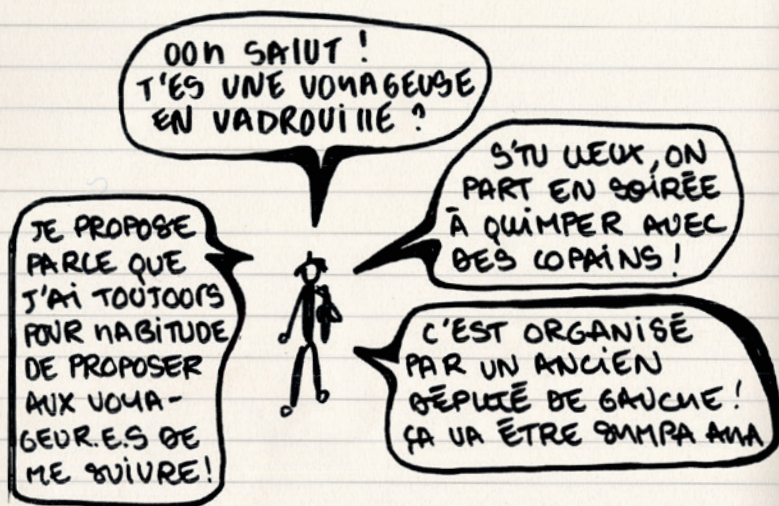 OOH SALUT !
T'ES UNE VOYAGEUSE
EN VADROUILLE ?
S'TU VEUX, ON
PART EN SOIRÉE
À QUIMPER AVEC
DES COPAINS !
JE PROPOSE
PARCE QUE
J'AI TOUJOURS
POUR HABITUDE
DE PROPOSER
AUX VOYA-
GEUR.E.S DE
ME SUIVRE !
C'EST ORGANISÉ
PAR UN ANCIEN
DÉPUTÉ DE GAUCHE !
ÇA VA ÊTRE SYMPA AHA